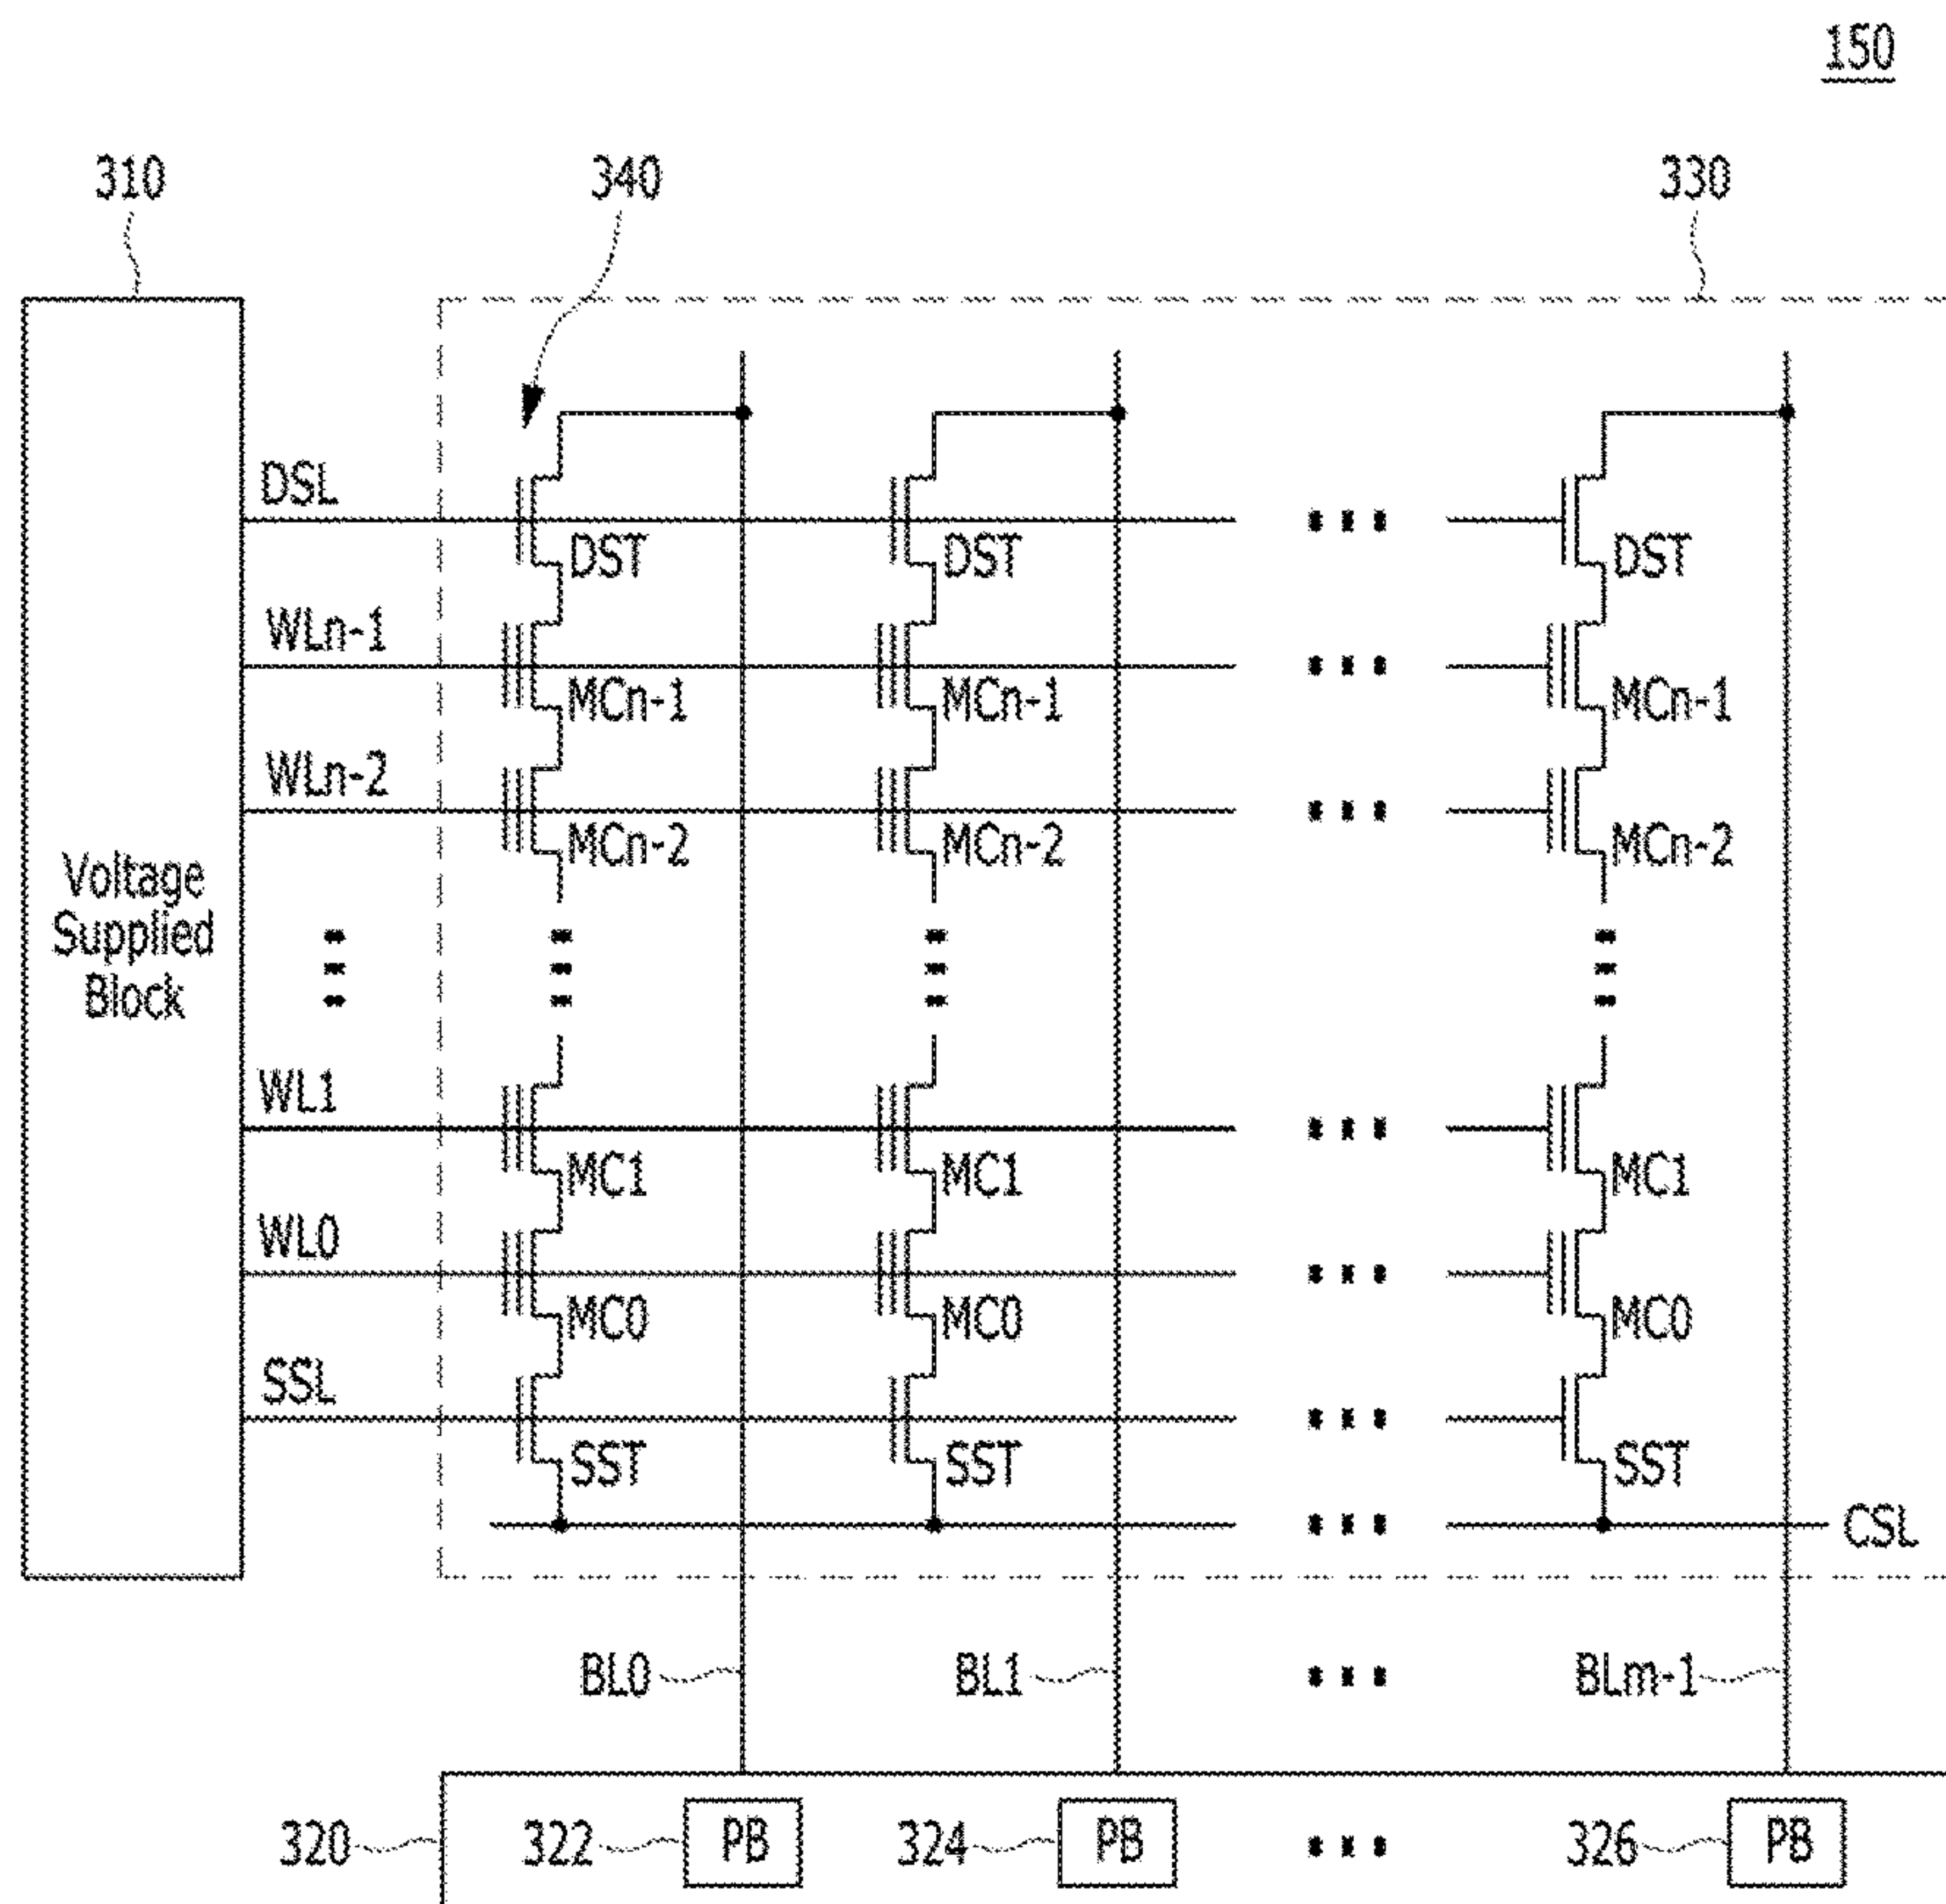 150
310 340 330
DSL
DST DST DST
WLn-1
MCn-1 MCn-1 MCn-1
WLn-2
MCn-2 MCn-2 MCn-2
Voltage
Supplied
Block
WL1
MC1 MC1 MC1
WL0
MC0 MC0 MC0
SSL
SST SST SST
CSL
BL0 BL1 BLm-1
320 322 PB 324 PB 326 PB